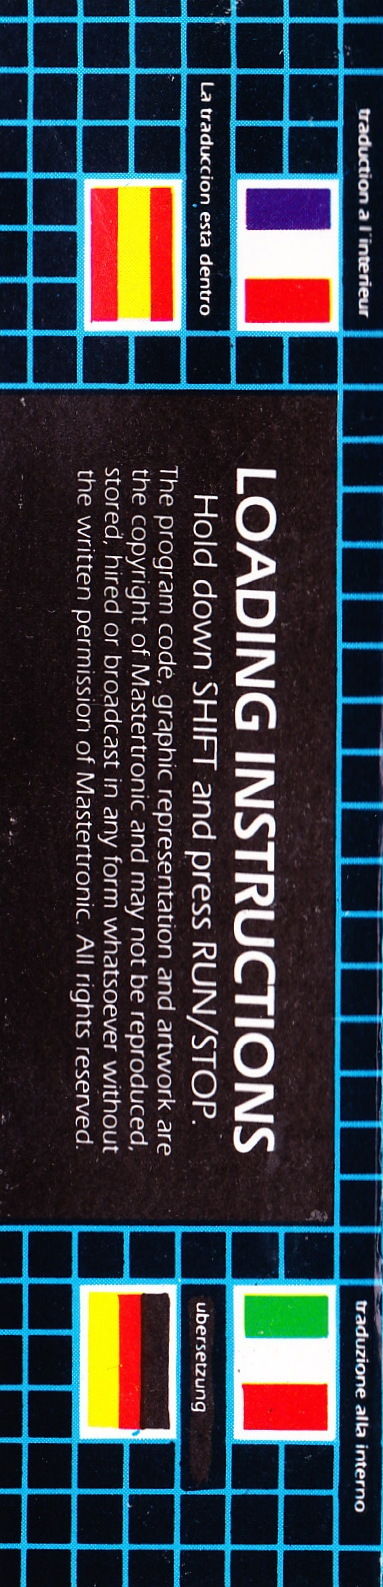 traduction a l'interieur
La traduccion esta dentro
LOADING INSTRUCTIONS
Hold down SHIFT and press RUN/STOP.
The program code, graphic representation and artwork are
the copyright of Mastertronic and may not be reproduced,
stored, hired or broadcast in any form whatsoever without
the written permission of Mastertronic. All rights reserved.
traduzione alla interno
ubersetzung